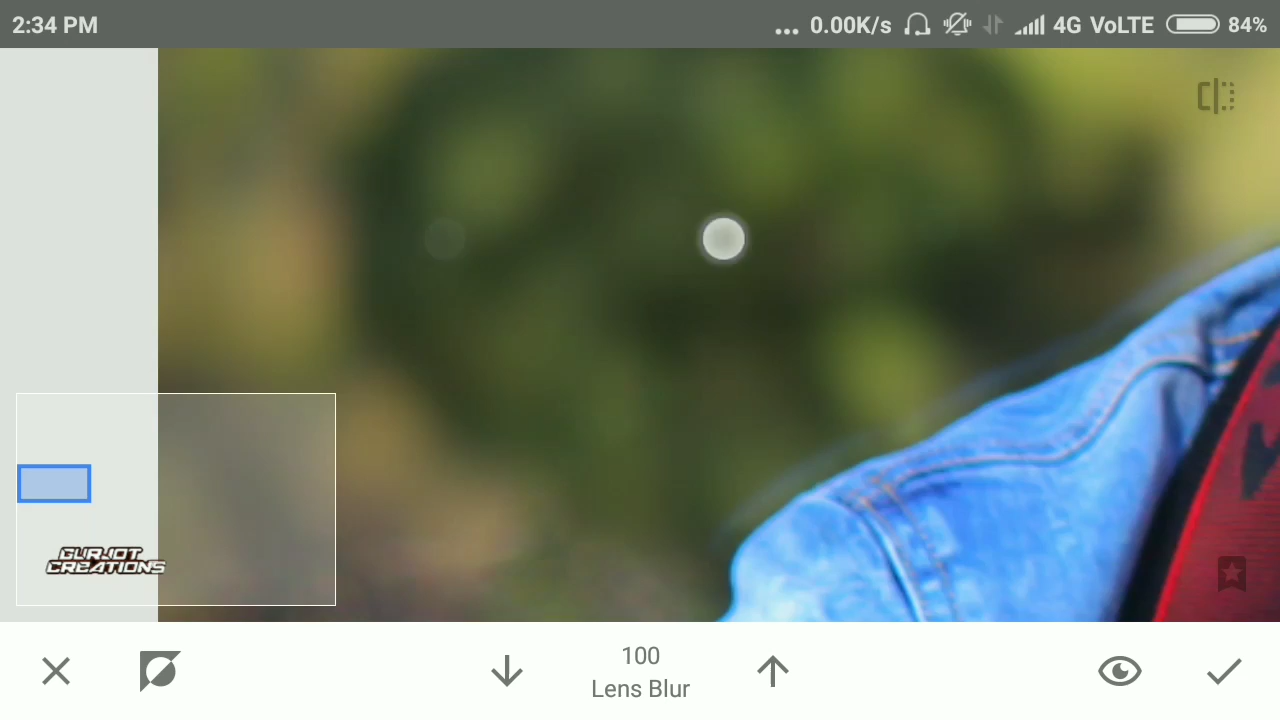 2:34 PM
... 0.00K/s 4G VoLTE 84%
GURJOT
CREATIONS
100
Lens Blur